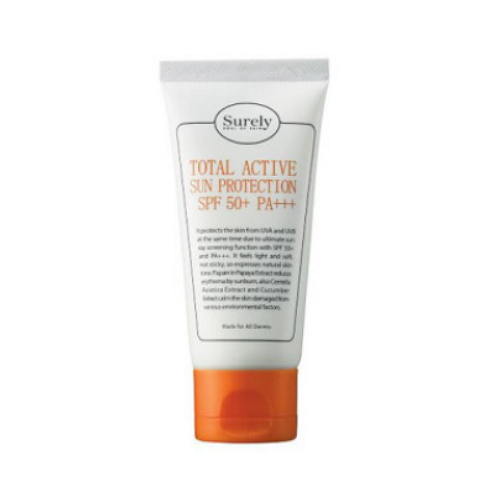 Surely
TOTAL ACTIVE
SUN PROTECTION
SPF 50+ PA+++
It protects the skin from UVA and UVB
at the same time due to ultimate sun
ray screening function with SPF 50+
and PA+++. It feels light and soft,
not sticky, so expresses natural skin
tone. Papain in Papaya Extract reduces
erythema by sunburn, also Centella
Asiatica Extract and Cucumber
Extract calm the skin damaged from
various environmental factors.
Made for All Derma